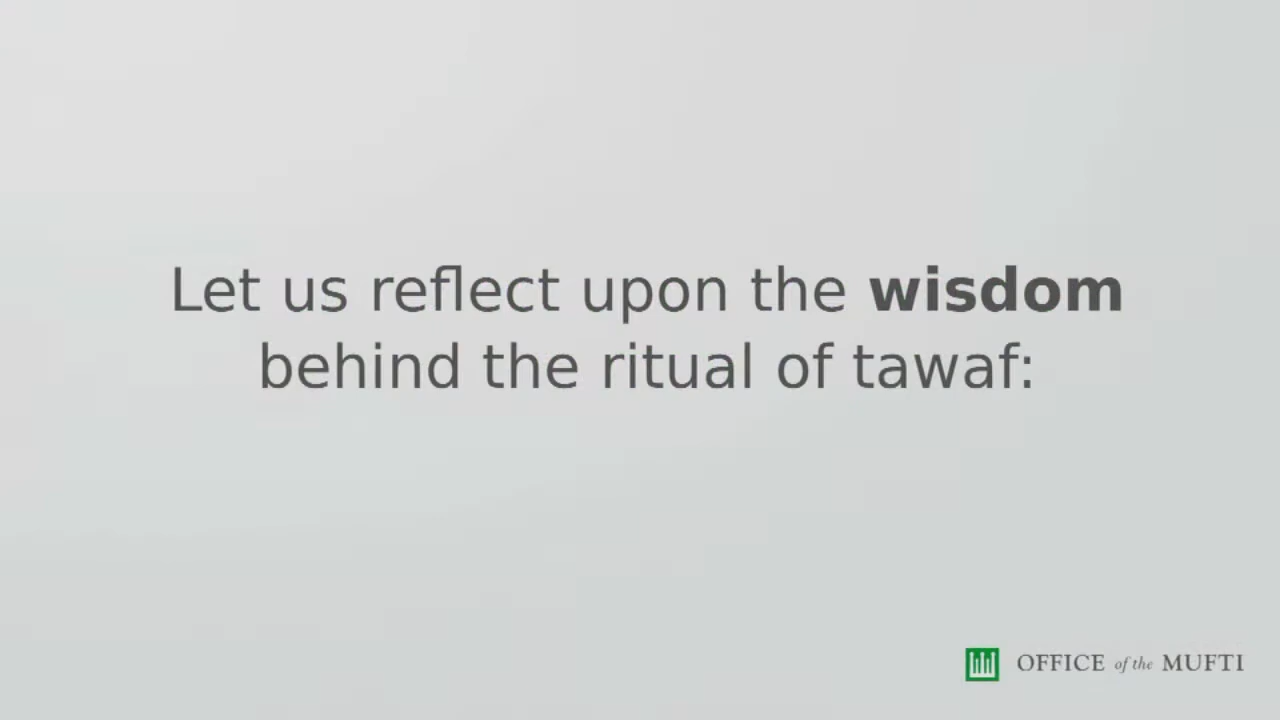 Let us reflect upon the wisdom
behind the ritual of tawaf:
OFFICE of the MUFTI